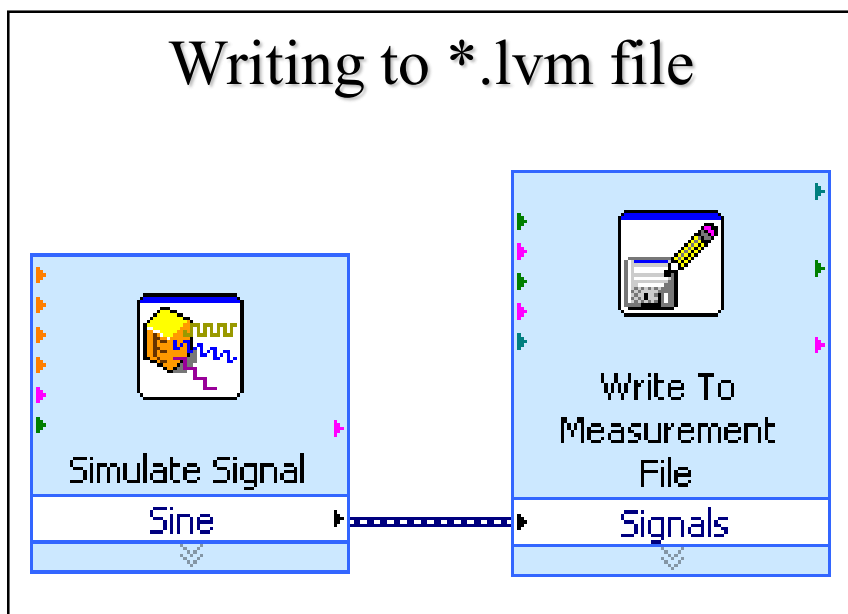 Writing to *.lvm file
Simulate Signal
Sine
Write To
Measurement
File
Signals